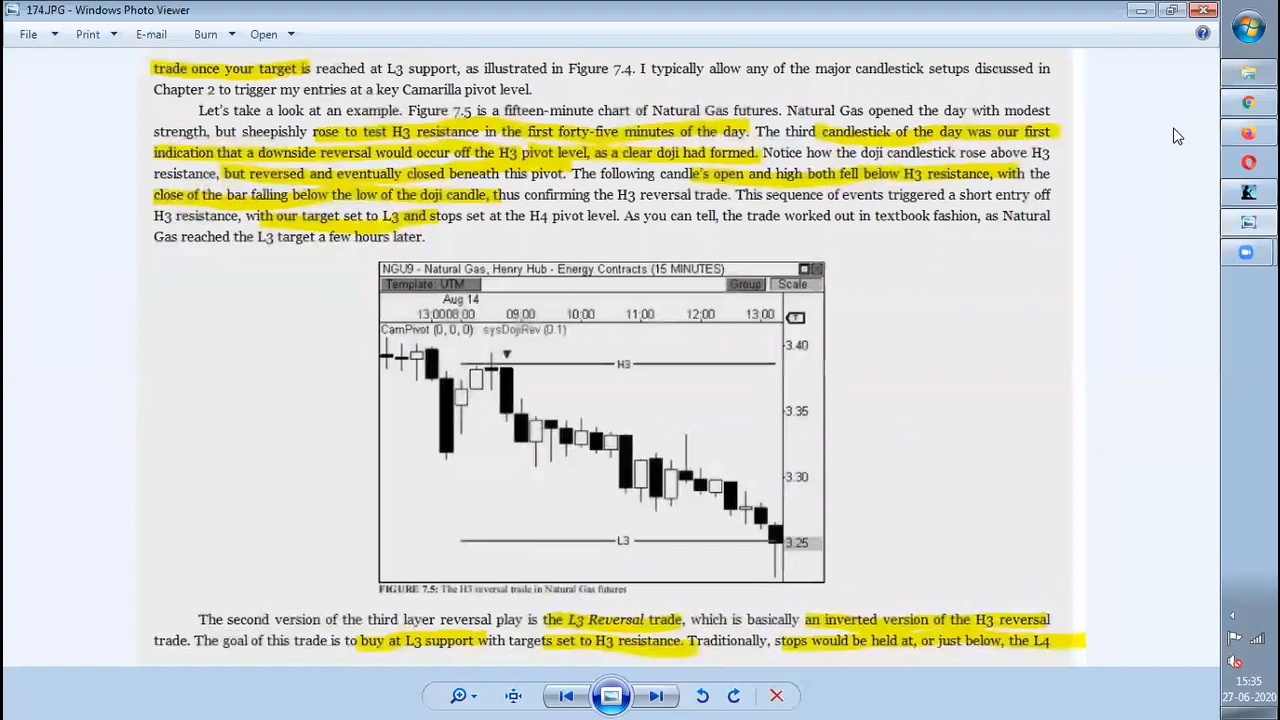 174.JPG - Windows Photo Viewer
File Print E-mail Burn Open
trade once your target is reached at L3 support, as illustrated in Figure 7.4. I typically allow any of the major candlestick setups discussed in
Chapter 2 to trigger my entries at a key Camarilla pivot level.
Let's take a look at an example. Figure 7.5 is a fifteen-minute chart of Natural Gas futures. Natural Gas opened the day with modest
strength, but sheepishly rose to test H3 resistance in the first forty-five minutes of the day. The third candlestick of the day was our first
indication that a downside reversal would occur off the H3 pivot level, as a clear doji had formed. Notice how the doji candlestick rose above H3
resistance, but reversed and eventually closed beneath this pivot. The following candle's open and high both fell below H3 resistance, with the
close of the bar falling below the low of the doji candle, thus confirming the H3 reversal trade. This sequence of events triggered a short entry off
H3 resistance, with our target set to L3 and stops set at the H4 pivot level. As you can tell, the trade worked out in textbook fashion, as Natural
Gas reached the L3 target a few hours later.
NGU9 - Natural Gas, Henry Hub - Energy Contracts (15 MINUTES)
Template: UTM Group Scale
Aug 14
13:0008:00 09:00 10:00 11:00 12:00 13:00
CamPivot (0, 0, 0) sysDojiRev (0.1)
3.40
H3
3.35
3.30
L3
3.25
FIGURE 7.5: The H3 reversal trade in Natural Gas futures
The second version of the third layer reversal play is the L3 Reversal trade, which is basically an inverted version of the H3 reversal
trade. The goal of this trade is to buy at L3 support with targets set to H3 resistance. Traditionally, stops would be held at, or just below, the L4
15:35
27-06-2020